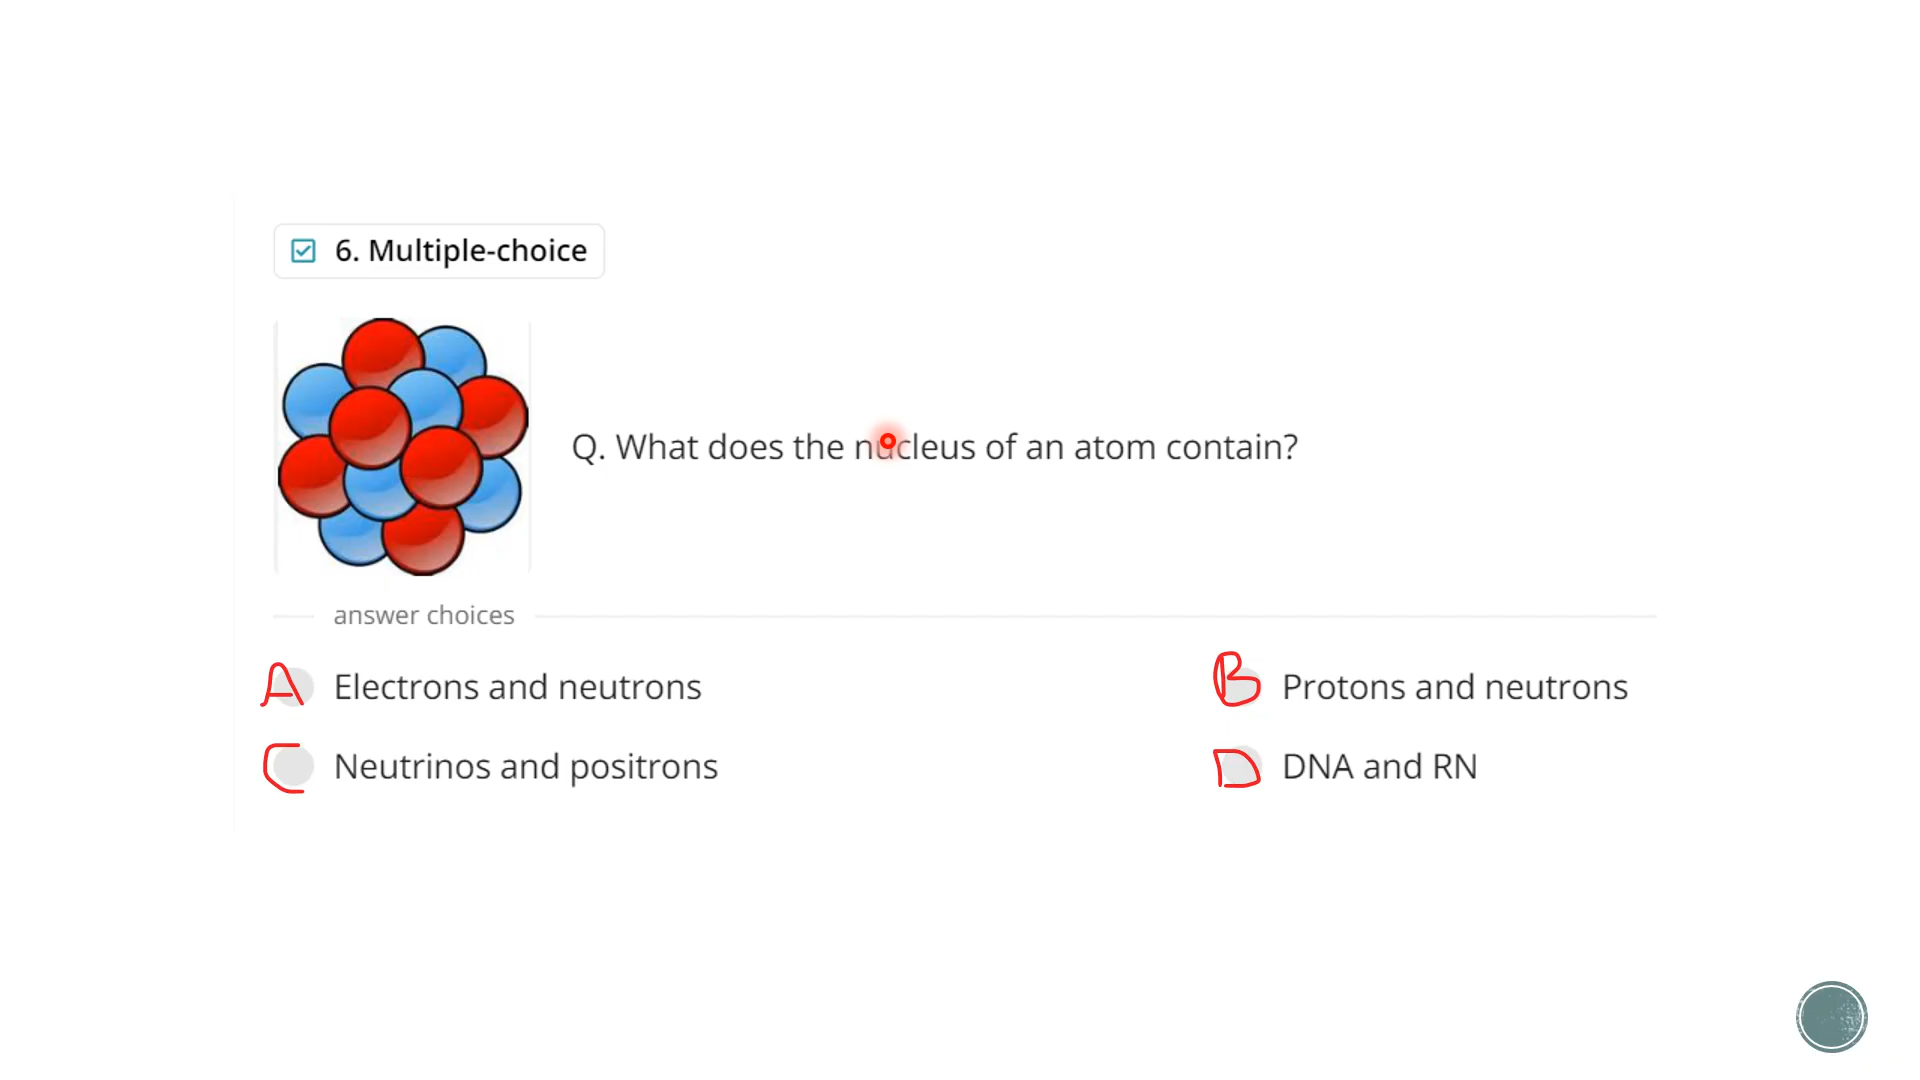 6. Multiple-choice
Q. What does the nucleus of an atom contain?
answer choices
A Electrons and neutrons
B Protons and neutrons
C Neutrinos and positrons
D DNA and RN